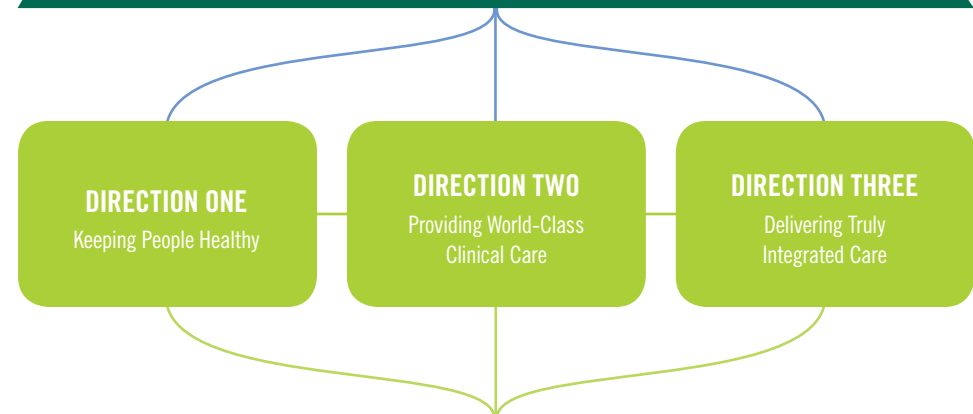 DIRECTION ONE
Keeping People Healthy
DIRECTION TWO
Providing World-Class
Clinical Care
DIRECTION THREE
Delivering Truly
Integrated Care